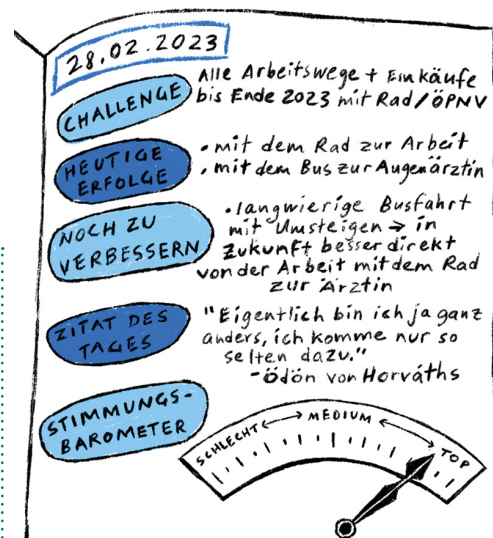 28.02.2023
CHALLENGE
Alle Arbeitswege + Einkäufe
bis Ende 2023 mit Rad/ÖPNV
HEUTIGE
ERFOLGE
• mit dem Rad zur Arbeit
• mit dem Bus zur Augenärztin
NOCH ZU
VERBESSERN
• langwierige Busfahrt
mit Umsteigen → in
Zukunft besser direkt
von der Arbeit mit dem Rad
zur Ärztin
ZITAT DES
TAGES
"Eigentlich bin ich ja ganz
anders, ich komme nur so
selten dazu."
- Ödön von Horváths
STIMMUNGS-
BAROMETER
SCHLECHT ←→ MEDIUM ←→ TOP